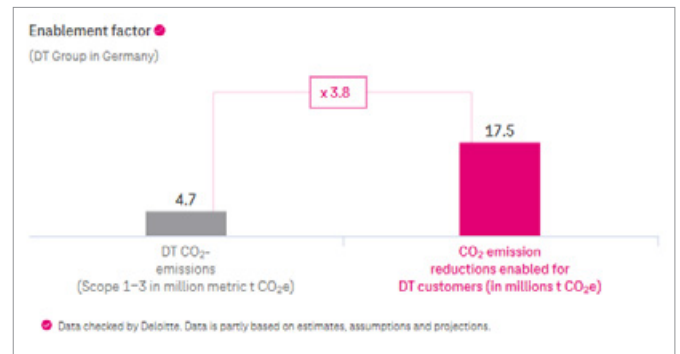 Enablement factor
(DT Group in Germany)
x 3.8
17.5
4.7
DT CO₂-
emissions
(Scope 1–3 in million metric t CO₂e)
CO₂-emission
reductions enabled for
DT customers (in millions t CO₂e)
Data checked by Deloitte. Data is partly based on estimates, assumptions and projections.